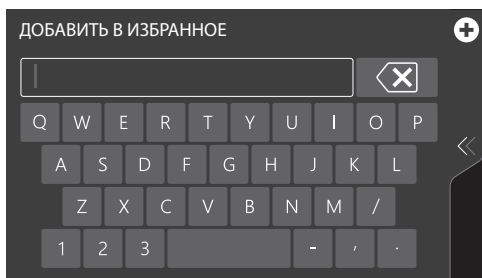 ДОБАВИТЬ В ИЗБРАННОЕ
Q W E R T Y U I O P
A S D F G H J K L
Z X C V B N M /
1 2 3 - , .